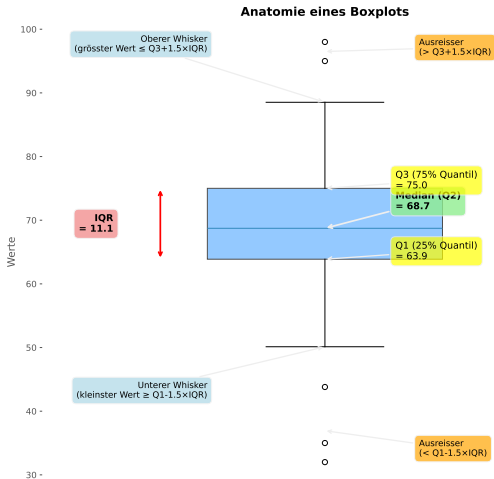 Anatomie eines Boxplots
100
Oberer Whisker
(grösster Wert ≤ Q3+1.5×IQR)
Ausreisser
(> Q3+1.5×IQR)
90
80
Q3 (75% Quantil)
= 75.0
Median (Q2)
= 68.7
IQR
= 11.1
70
Q1 (25% Quantil)
= 63.9
60
Werte
50
Unterer Whisker
(kleinster Wert ≥ Q1-1.5×IQR)
40
Ausreisser
(< Q1-1.5×IQR)
30